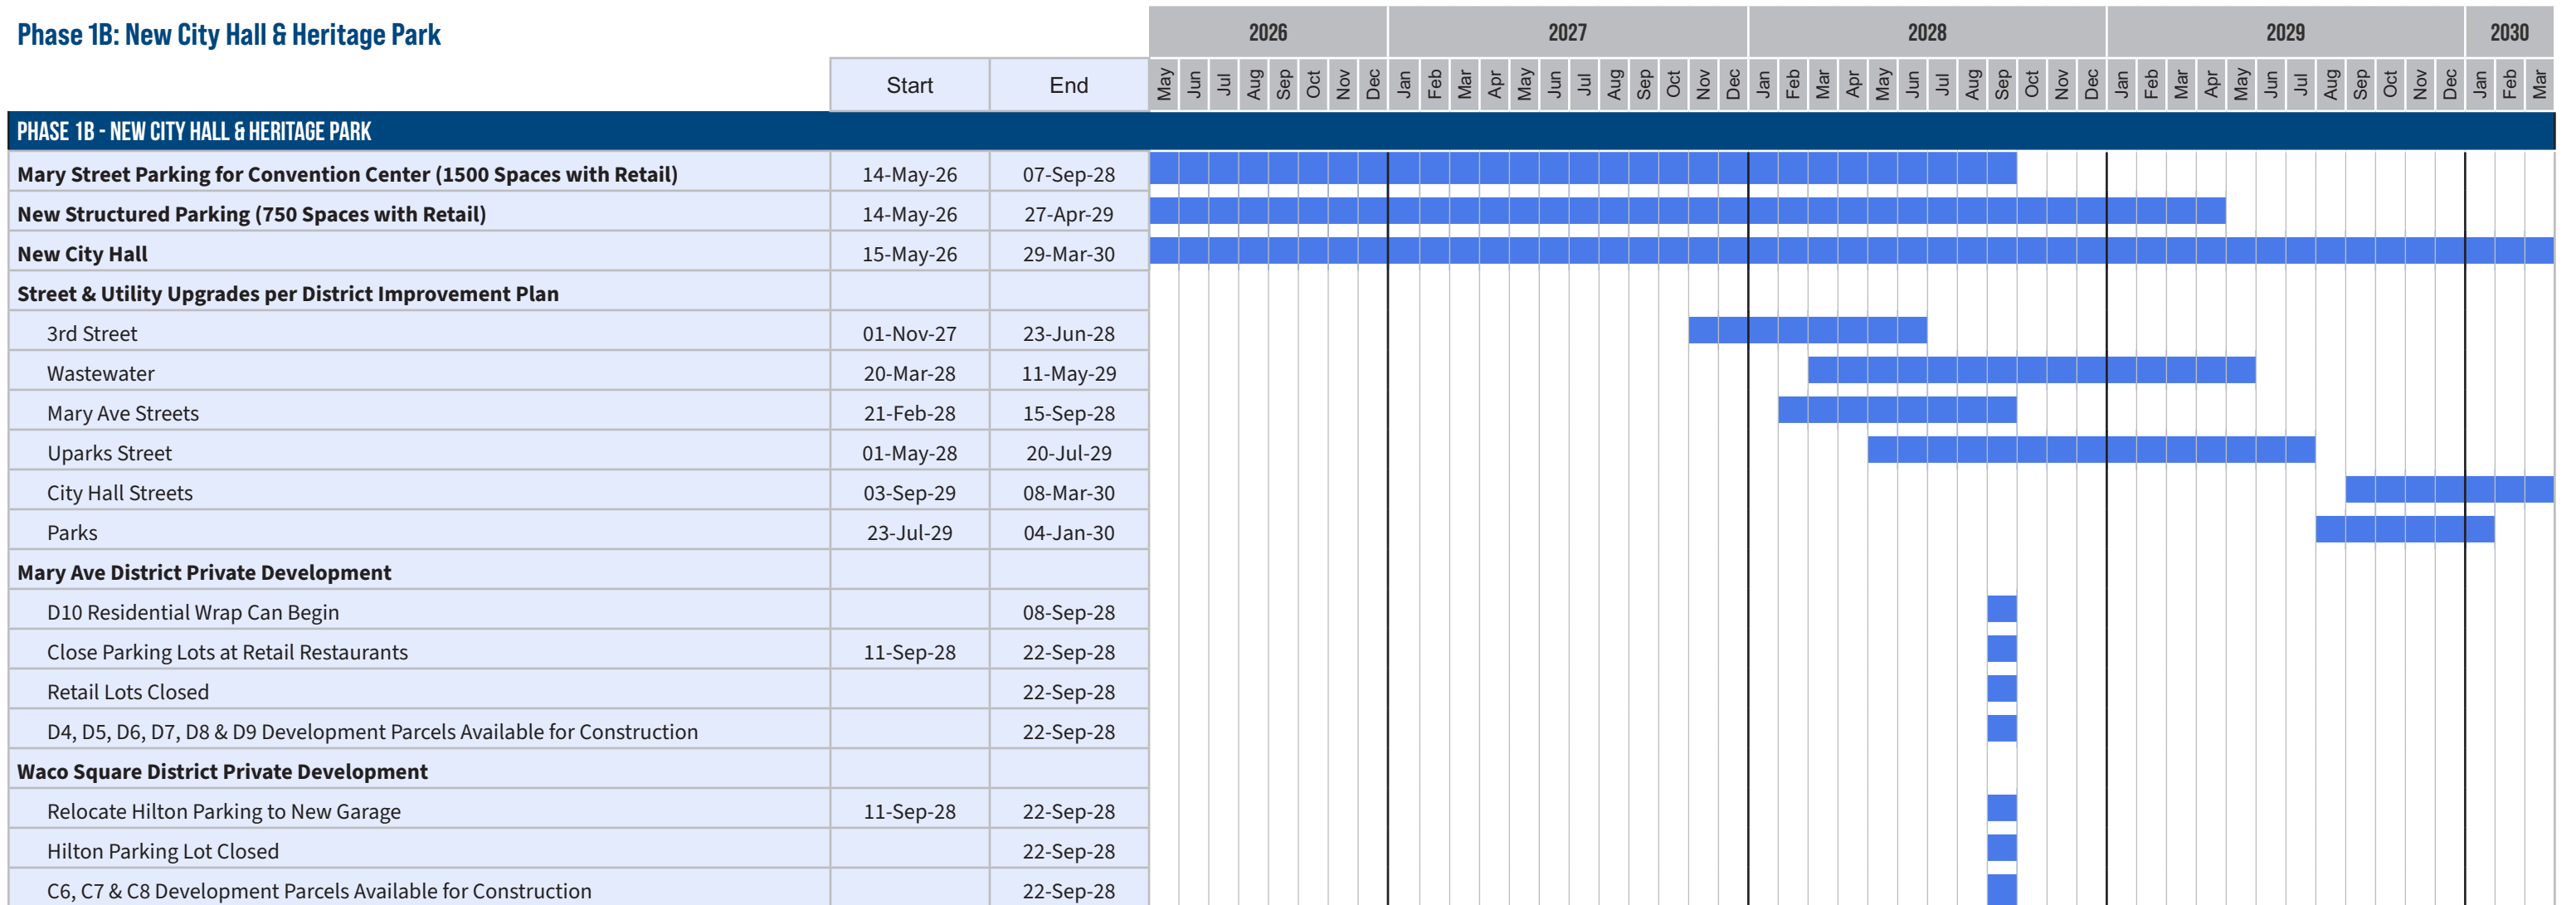 Phase 1B: New City Hall & Heritage Park
2026 2027 2028 2029 2030
Start End May Jun Jul Aug Sep Oct Nov Dec Jan Feb Mar Apr May Jun Jul Aug Sep Oct Nov Dec Jan Feb Mar Apr May Jun Jul Aug Sep Oct Nov Dec Jan Feb Mar Apr May Jun Jul Aug Sep Oct Nov Dec Jan Feb Mar
PHASE 1B - NEW CITY HALL & HERITAGE PARK
Mary Street Parking for Convention Center (1500 Spaces with Retail) 14-May-26 07-Sep-28
New Structured Parking (750 Spaces with Retail) 14-May-26 27-Apr-29
New City Hall 15-May-26 29-Mar-30
Street & Utility Upgrades per District Improvement Plan
3rd Street 01-Nov-27 23-Jun-28
Wastewater 20-Mar-28 11-May-29
Mary Ave Streets 21-Feb-28 15-Sep-28
Uparks Street 01-May-28 20-Jul-29
City Hall Streets 03-Sep-29 08-Mar-30
Parks 23-Jul-29 04-Jan-30
Mary Ave District Private Development
D10 Residential Wrap Can Begin 08-Sep-28
Close Parking Lots at Retail Restaurants 11-Sep-28 22-Sep-28
Retail Lots Closed 22-Sep-28
D4, D5, D6, D7, D8 & D9 Development Parcels Available for Construction 22-Sep-28
Waco Square District Private Development
Relocate Hilton Parking to New Garage 11-Sep-28 22-Sep-28
Hilton Parking Lot Closed 22-Sep-28
C6, C7 & C8 Development Parcels Available for Construction 22-Sep-28